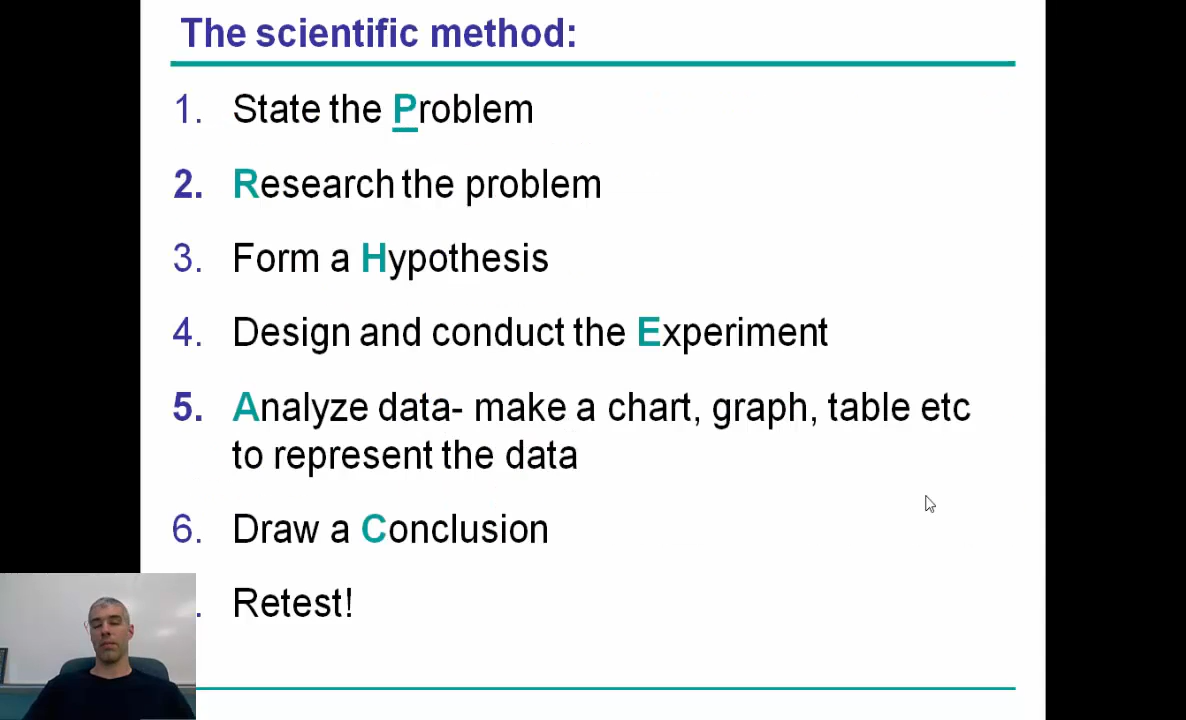 The scientific method:
1. State the Problem
2. Research the problem
3. Form a Hypothesis
4. Design and conduct the Experiment
5. Analyze data- make a chart, graph, table etc
to represent the data
6. Draw a Conclusion
. Retest!